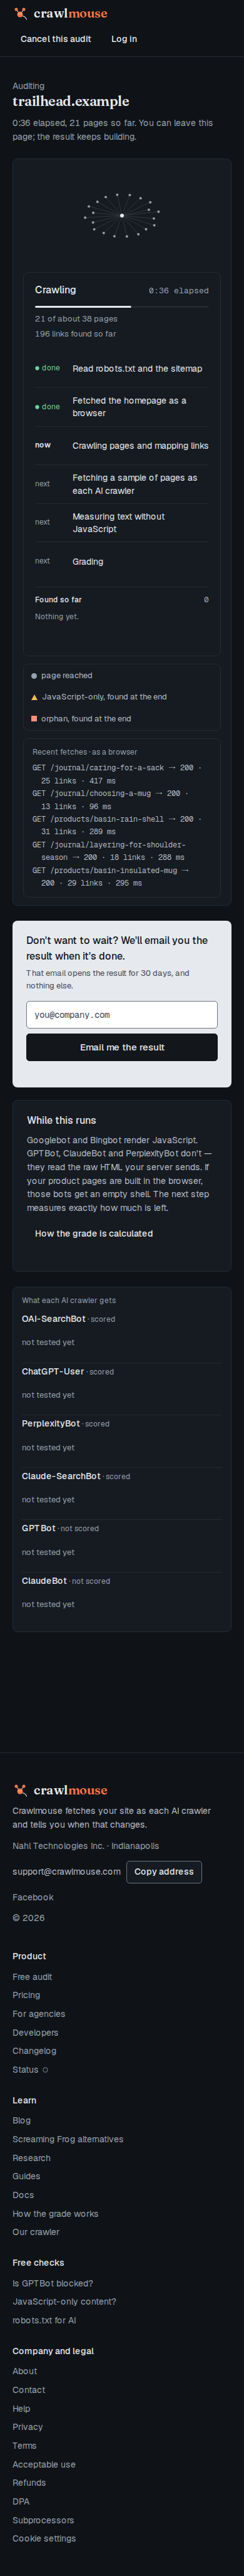 crawlmouse
Cancel this audit Log in
Auditing
trailhead.example
0:36 elapsed, 21 pages so far. You can leave this
page; the result keeps building.
Crawling 0:36 elapsed
21 of about 38 pages
196 links found so far
done Read robots.txt and the sitemap
done Fetched the homepage as a
browser
now Crawling pages and mapping links
next Fetching a sample of pages as
each AI crawler
next Measuring text without
JavaScript
next Grading
Found so far 0
Nothing yet.
page reached
JavaScript-only, found at the end
orphan, found at the end
Recent fetches · as a browser
GET /journal/caring-for-a-sack → 200 ·
25 links · 417 ms
GET /journal/choosing-a-mug → 200 ·
13 links · 96 ms
GET /products/basin-rain-shell → 200 ·
31 links · 289 ms
GET /journal/layering-for-shoulder-
season → 200 · 18 links · 288 ms
GET /products/basin-insulated-mug →
200 · 29 links · 295 ms
Don't want to wait? We'll email you the
result when it's done.
That email opens the result for 30 days, and
nothing else.
you@company.com
Email me the result
While this runs
Googlebot and Bingbot render JavaScript.
GPTBot, ClaudeBot and PerplexityBot don't —
they read the raw HTML your server sends. If
your product pages are built in the browser,
those bots get an empty shell. The next step
measures exactly how much is left.
How the grade is calculated
What each AI crawler gets
OAI-SearchBot · scored
not tested yet
ChatGPT-User · scored
not tested yet
PerplexityBot · scored
not tested yet
Claude-SearchBot · scored
not tested yet
GPTBot · not scored
not tested yet
ClaudeBot · not scored
not tested yet
crawlmouse
Crawlmouse fetches your site as each AI crawler
and tells you when that changes.
Nahl Technologies Inc. · Indianapolis
support@crawlmouse.com Copy address
Facebook
© 2026
Product
Free audit
Pricing
For agencies
Developers
Changelog
Status
Learn
Blog
Screaming Frog alternatives
Research
Guides
Docs
How the grade works
Our crawler
Free checks
Is GPTBot blocked?
JavaScript-only content?
robots.txt for AI
Company and legal
About
Contact
Help
Privacy
Terms
Acceptable use
Refunds
DPA
Subprocessors
Cookie settings